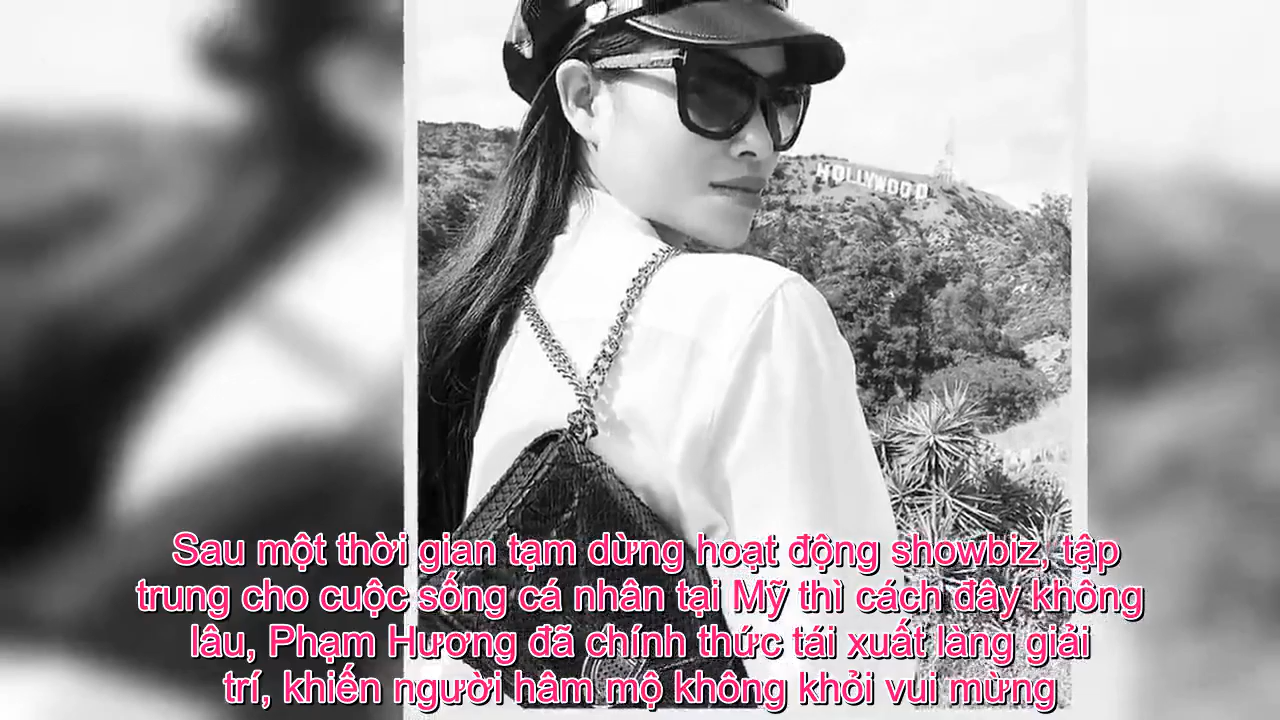 HOLLYWOOD
Sau một thời gian tạm dừng hoạt động showbiz, tập
trung cho cuộc sống cá nhân tại Mỹ thì cách đây không
lâu, Phạm Hương đã chính thức tái xuất làng giải
trí, khiến người hâm mộ không khỏi vui mừng